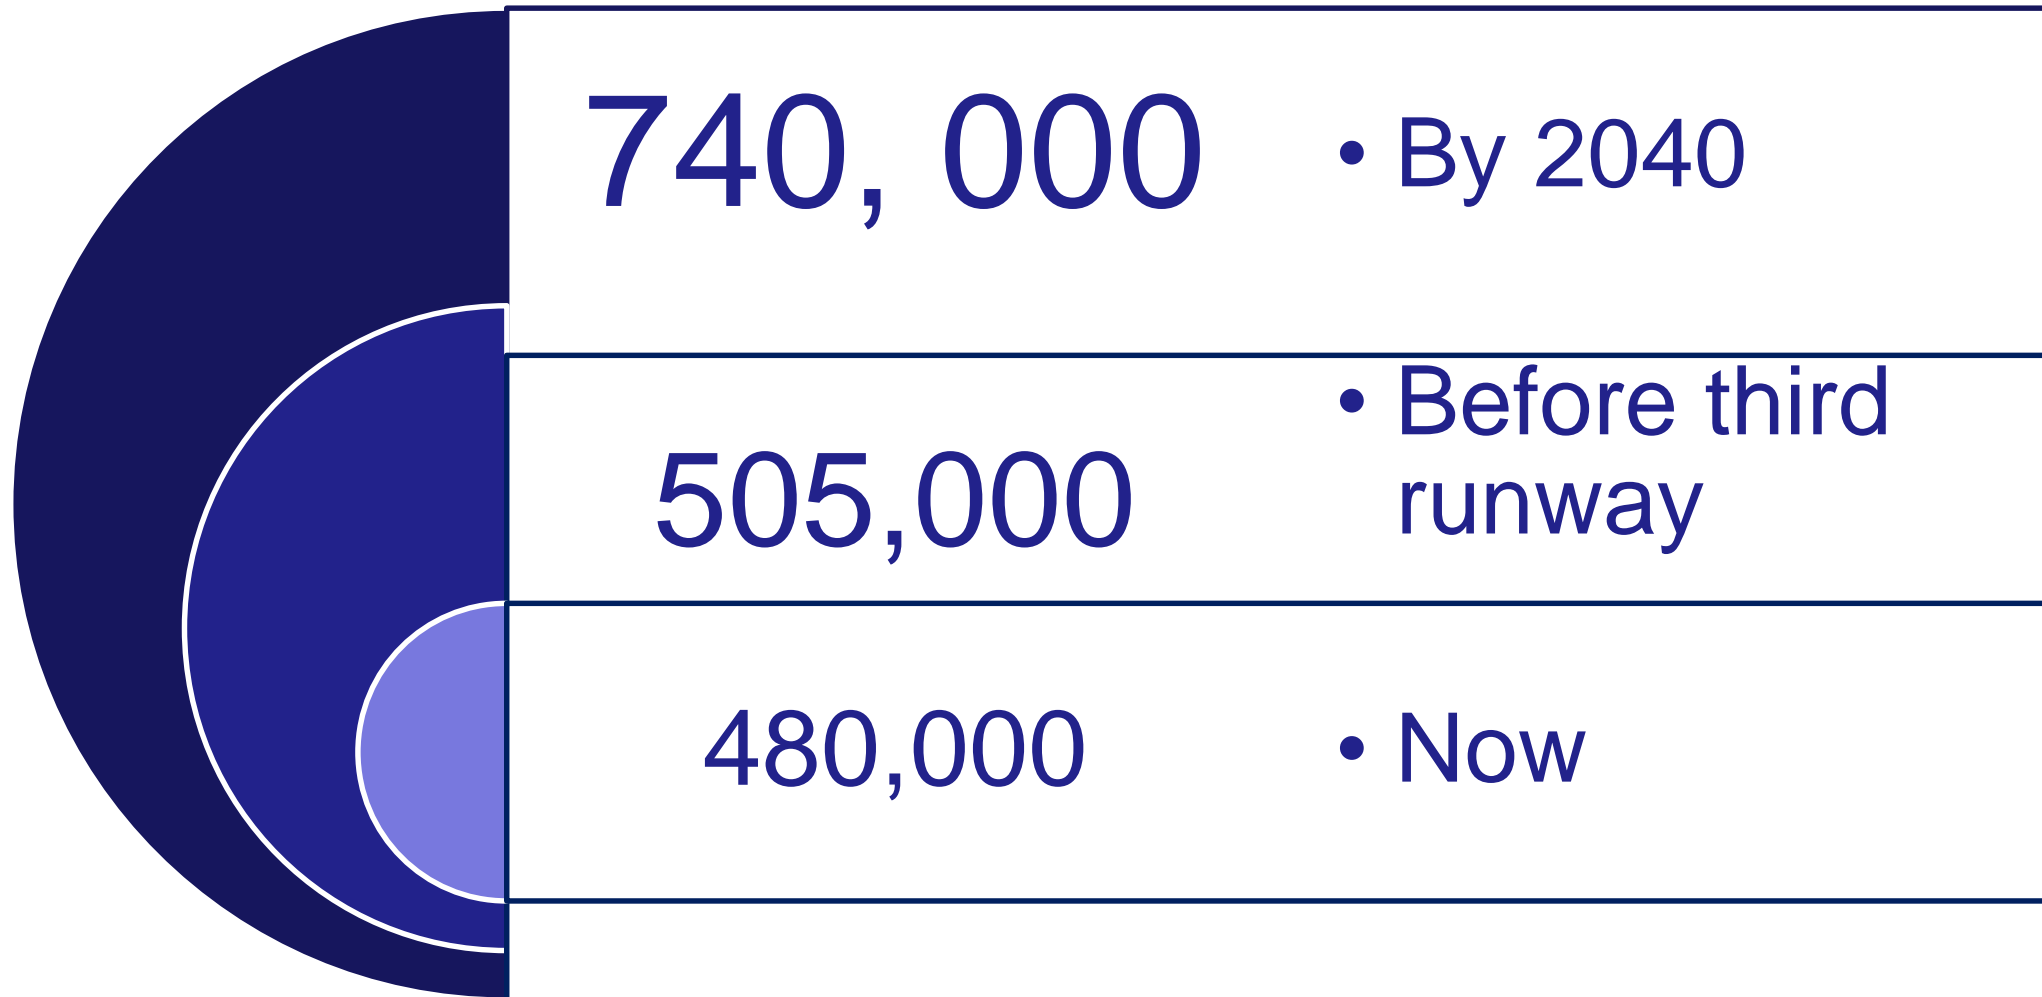 740, 000
• By 2040
505,000
• Before third
runway
480,000
• Now